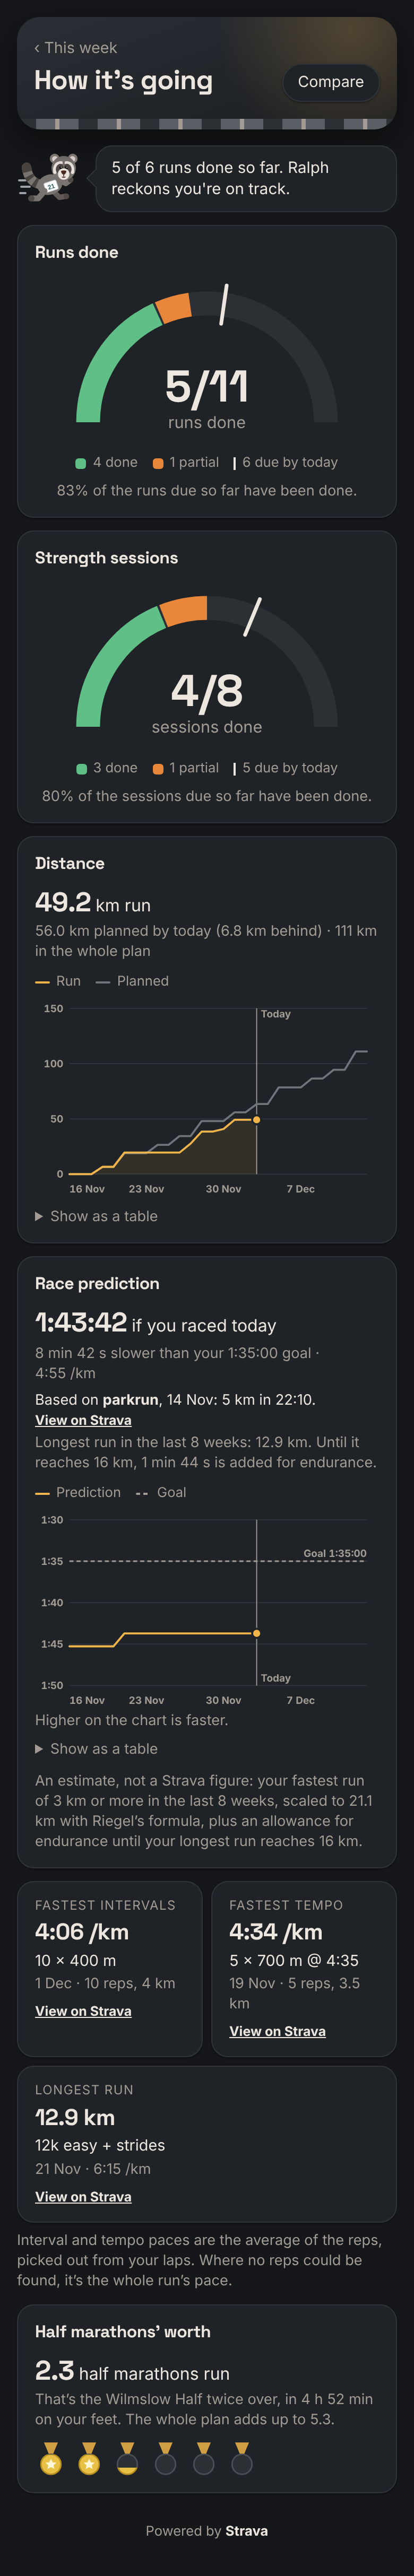 ‹ This week
How it's going
Compare
21
5 of 6 runs done so far. Ralph
reckons you're on track.
Runs done
5/11
runs done
4 done 1 partial 6 due by today
83% of the runs due so far have been done.
Strength sessions
4/8
sessions done
3 done 1 partial 5 due by today
80% of the sessions due so far have been done.
Distance
49.2 km run
56.0 km planned by today (6.8 km behind) · 111 km
in the whole plan
Run Planned
150
Today
100
50
0
16 Nov 23 Nov 30 Nov 7 Dec
▶ Show as a table
Race prediction
1:43:42 if you raced today
8 min 42 s slower than your 1:35:00 goal ·
4:55 /km
Based on parkrun, 14 Nov: 5 km in 22:10.
View on Strava
Longest run in the last 8 weeks: 12.9 km. Until it
reaches 16 km, 1 min 44 s is added for endurance.
Prediction Goal
1:30
Goal 1:35:00
1:35
1:40
1:45
Today
1:50
16 Nov 23 Nov 30 Nov 7 Dec
Higher on the chart is faster.
▶ Show as a table
An estimate, not a Strava figure: your fastest run
of 3 km or more in the last 8 weeks, scaled to 21.1
km with Riegel's formula, plus an allowance for
endurance until your longest run reaches 16 km.
FASTEST INTERVALS
4:06 /km
10 × 400 m
1 Dec · 10 reps, 4 km
View on Strava
FASTEST TEMPO
4:34 /km
5 × 700 m @ 4:35
19 Nov · 5 reps, 3.5
km
View on Strava
LONGEST RUN
12.9 km
12k easy + strides
21 Nov · 6:15 /km
View on Strava
Interval and tempo paces are the average of the reps,
picked out from your laps. Where no reps could be
found, it's the whole run's pace.
Half marathons' worth
2.3 half marathons run
That's the Wilmslow Half twice over, in 4 h 52 min
on your feet. The whole plan adds up to 5.3.
Powered by Strava